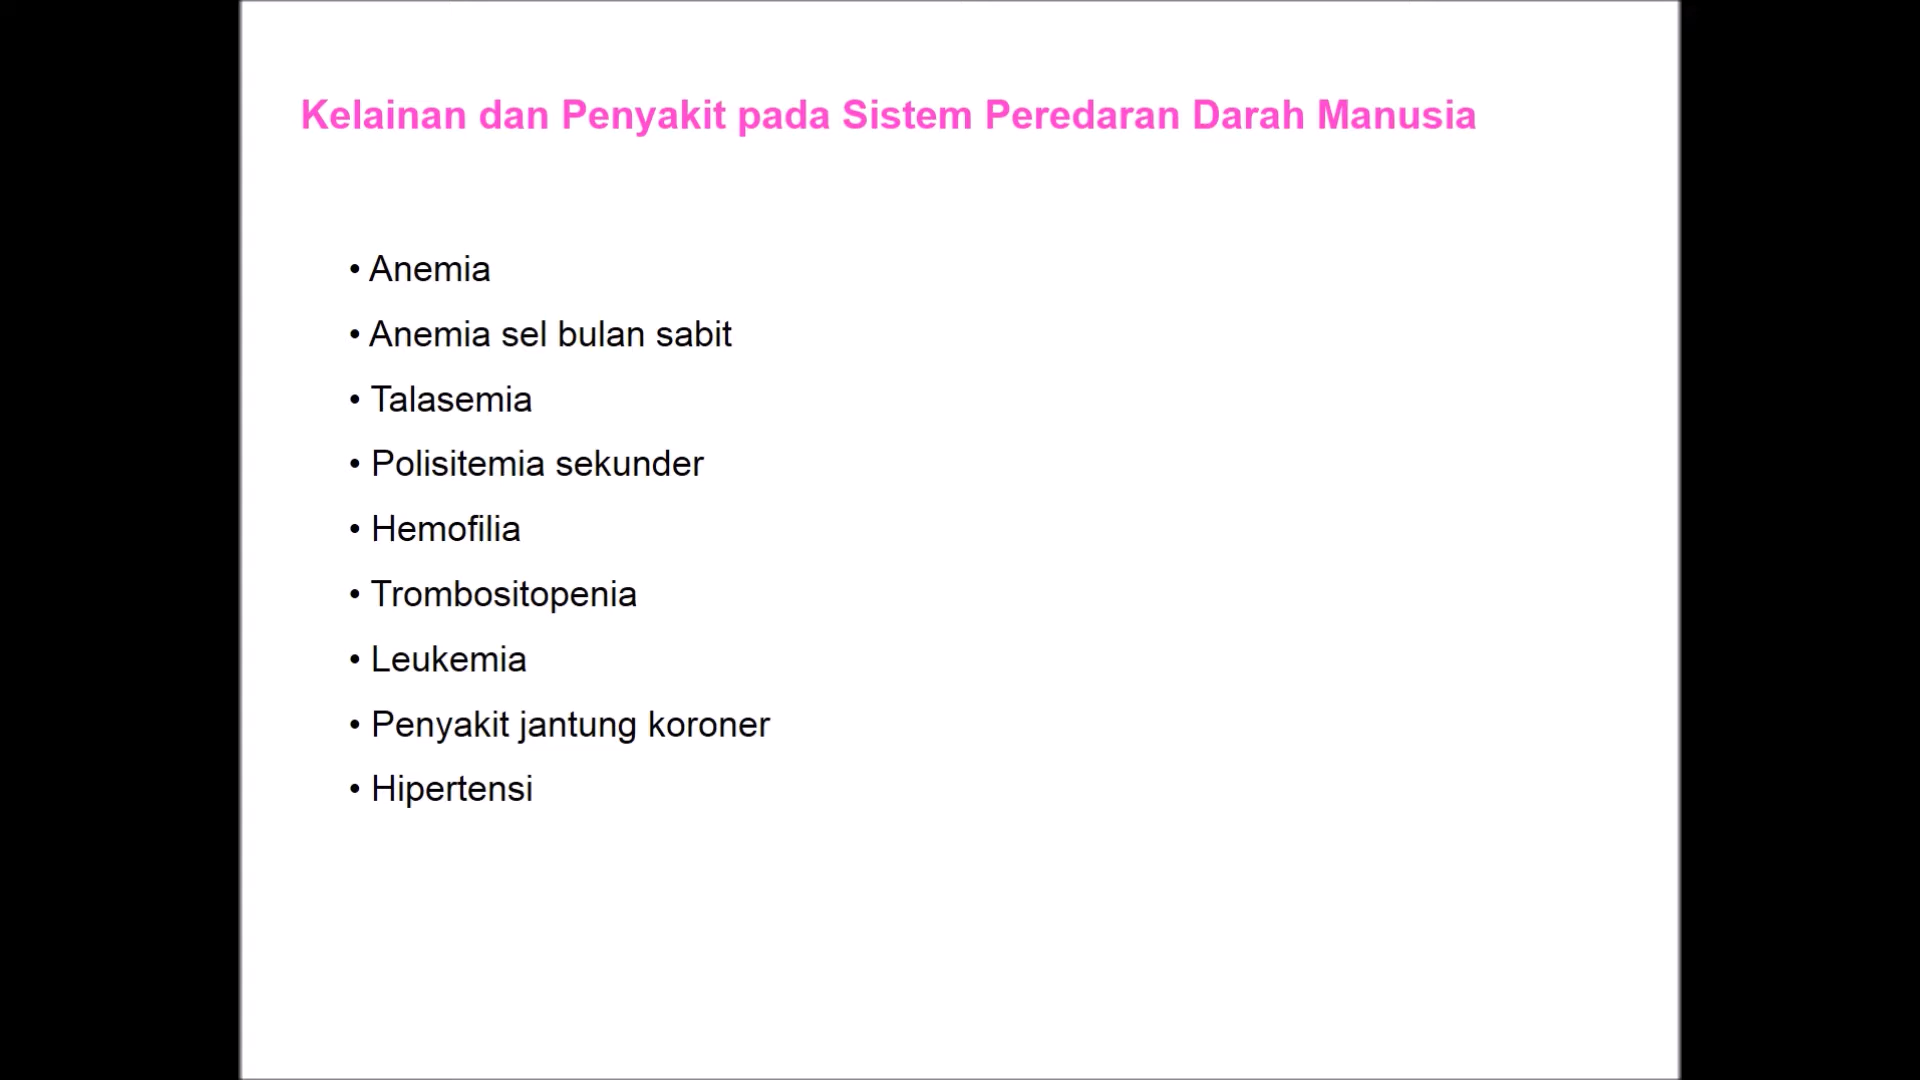 Kelainan dan Penyakit pada Sistem Peredaran Darah Manusia
• Anemia
• Anemia sel bulan sabit
• Talasemia
• Polisitemia sekunder
• Hemofilia
• Trombositopenia
• Leukemia
• Penyakit jantung koroner
• Hipertensi